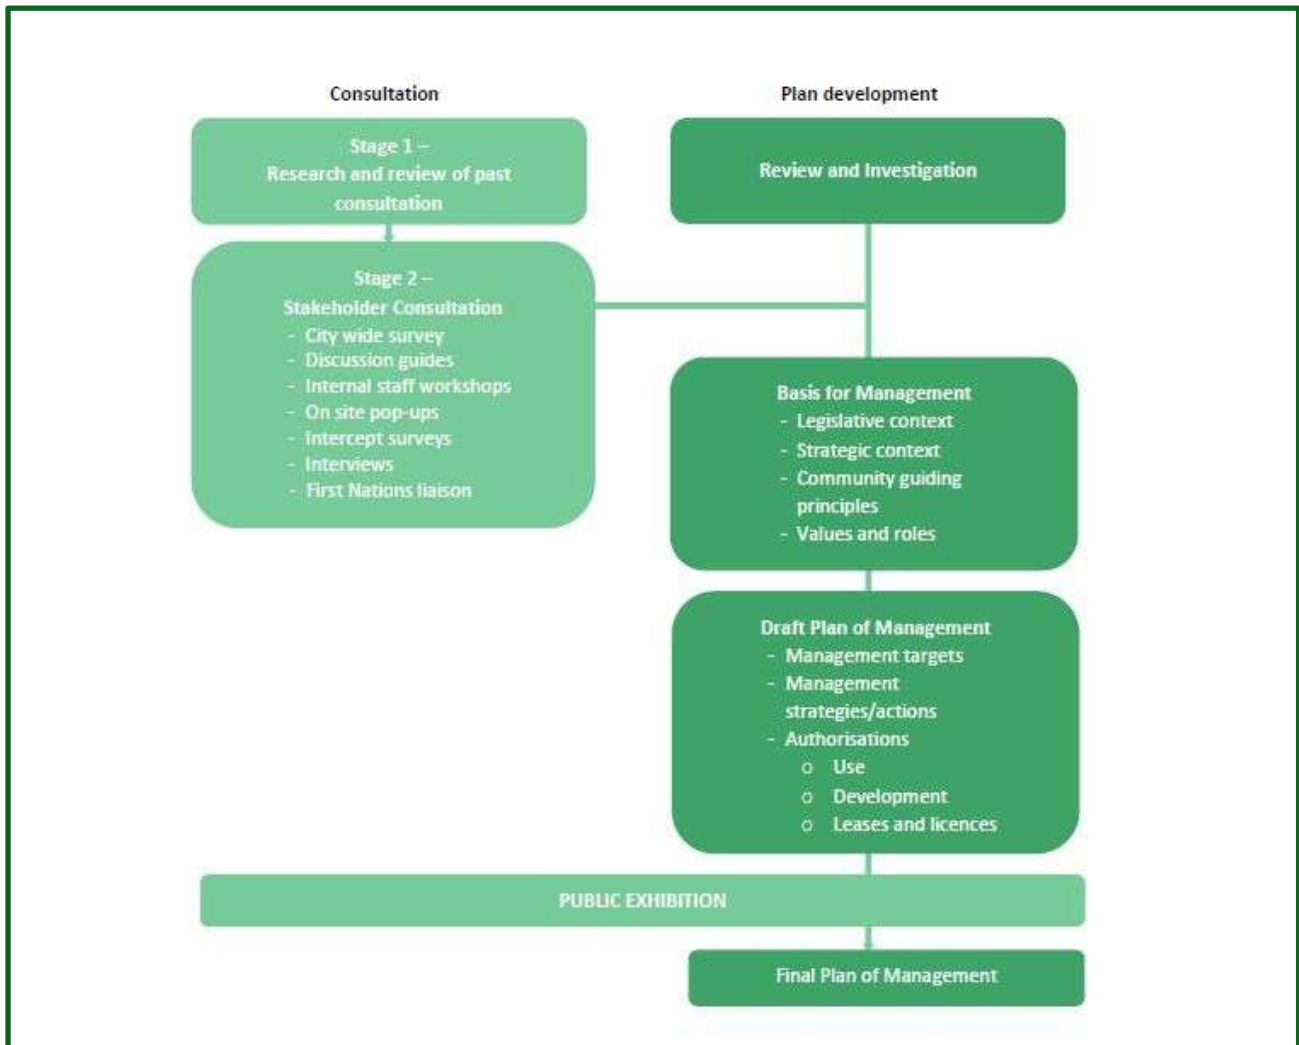 Consultation
Stage 1 –
Research and review of past
consultation
Stage 2 –
Stakeholder Consultation
- City wide survey
- Discussion guides
- Internal staff workshops
- On site pop-ups
- Intercept surveys
- Interviews
- First Nations liaison
Plan development
Review and Investigation
Basis for Management
- Legislative context
- Strategic context
- Community guiding
principles
- Values and roles
Draft Plan of Management
- Management targets
- Management
strategies/actions
- Authorisations
o Use
o Development
o Leases and licences
PUBLIC EXHIBITION
Final Plan of Management